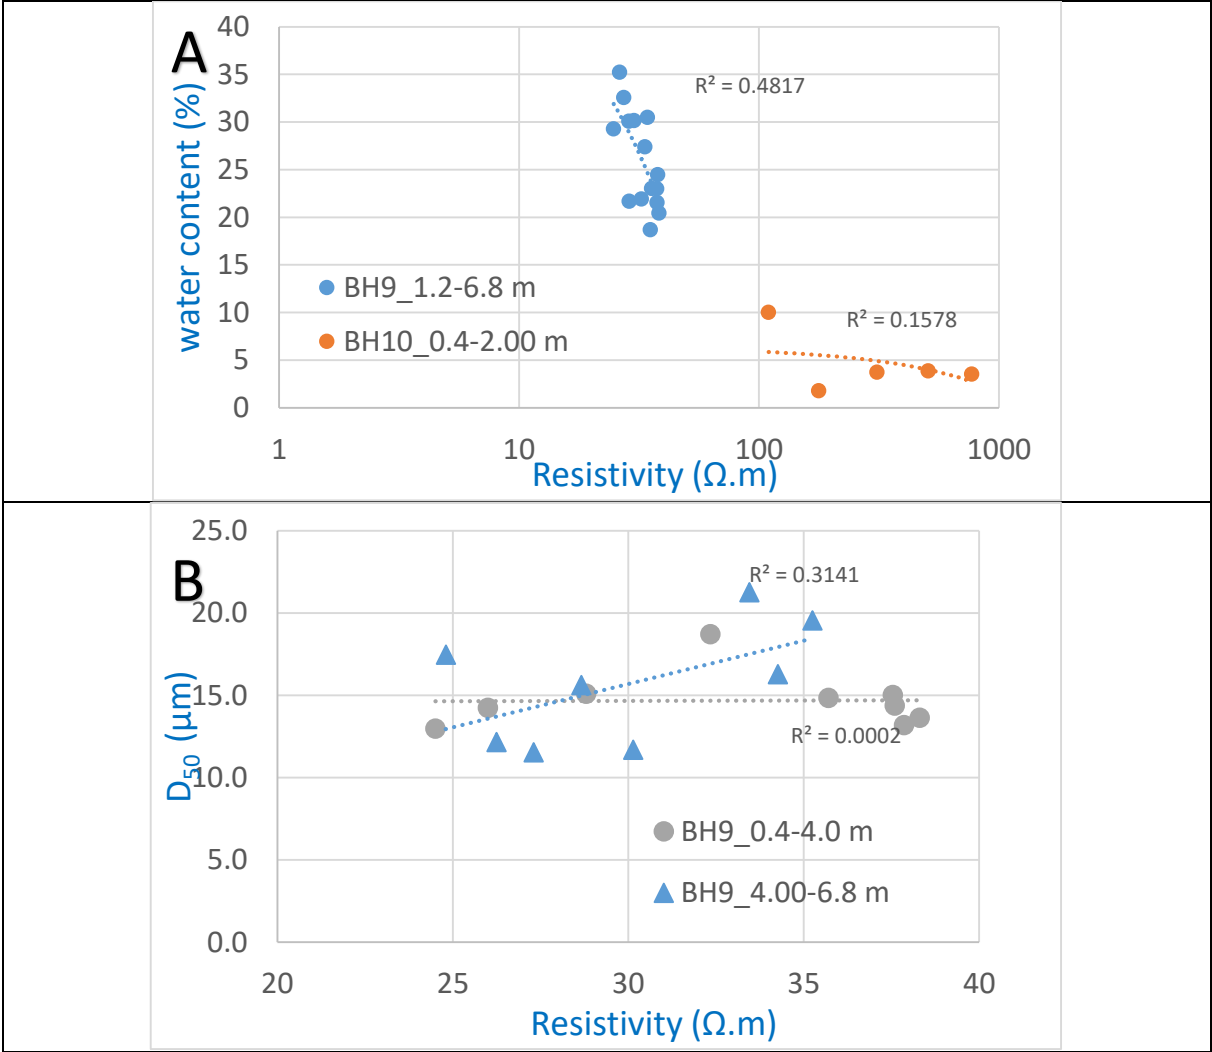 A
40
35
30
25
20
15
10
5
0
water content (%)
R² = 0.4817
BH9_1.2-6.8 m
BH10_0.4-2.00 m
R² = 0.1578
1 10 100 1000
Resistivity (Ω.m)
B
25.0
20.0
15.0
10.0
5.0
0.0
D₅₀ (μm)
R² = 0.3141
R² = 0.0002
BH9_0.4-4.0 m
BH9_4.00-6.8 m
20 25 30 35 40
Resistivity (Ω.m)